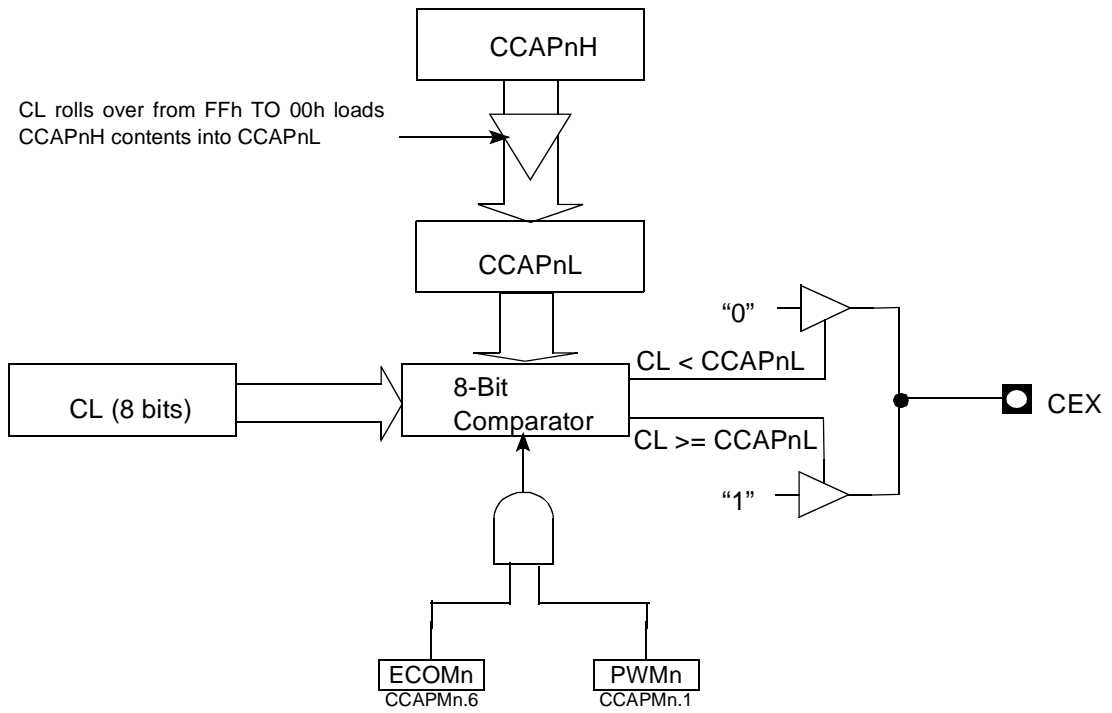 CCAPnH
CL rolls over from FFh TO 00h loads
CCAPnH contents into CCAPnL
CCAPnL
“0”
CL < CCAPnL
CL (8 bits)
8-Bit
Comparator
CEX
CL >= CCAPnL
“1”
ECOMn
CCAPMn.6
PWMn
CCAPMn.1